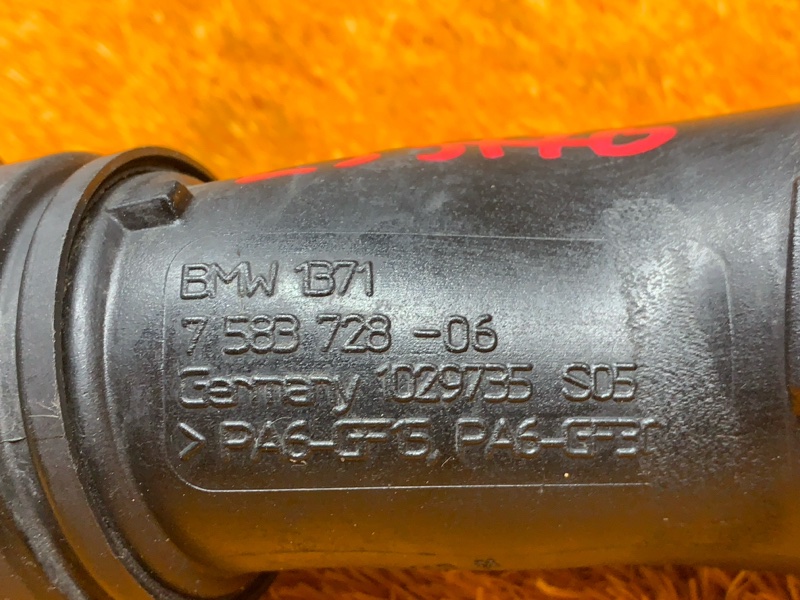 BMW 1371
7 583 728 -06
Germany 1029735 S05
> PA6-GF15, PA6-GF30